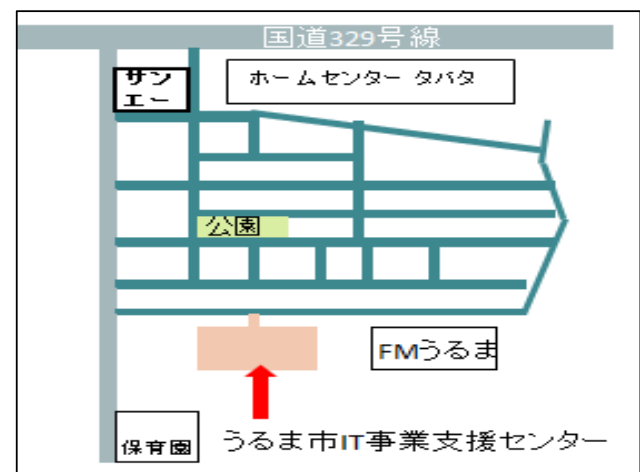 国道329号線
サン
エー
ホームセンター タバタ
公園
FMうるま
保育園
うるま市IT事業支援センター